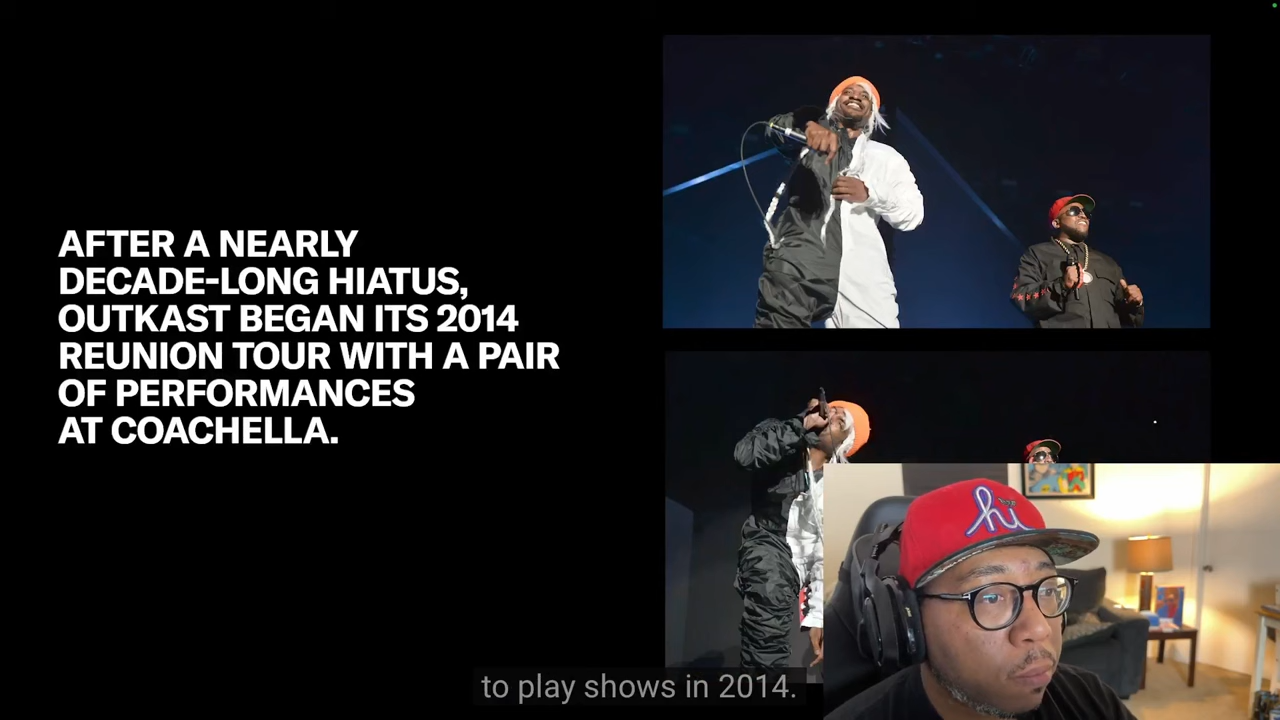 AFTER A NEARLY
DECADE-LONG HIATUS,
OUTKAST BEGAN ITS 2014
REUNION TOUR WITH A PAIR
OF PERFORMANCES
AT COACHELLA.
hi
to play shows in 2014.